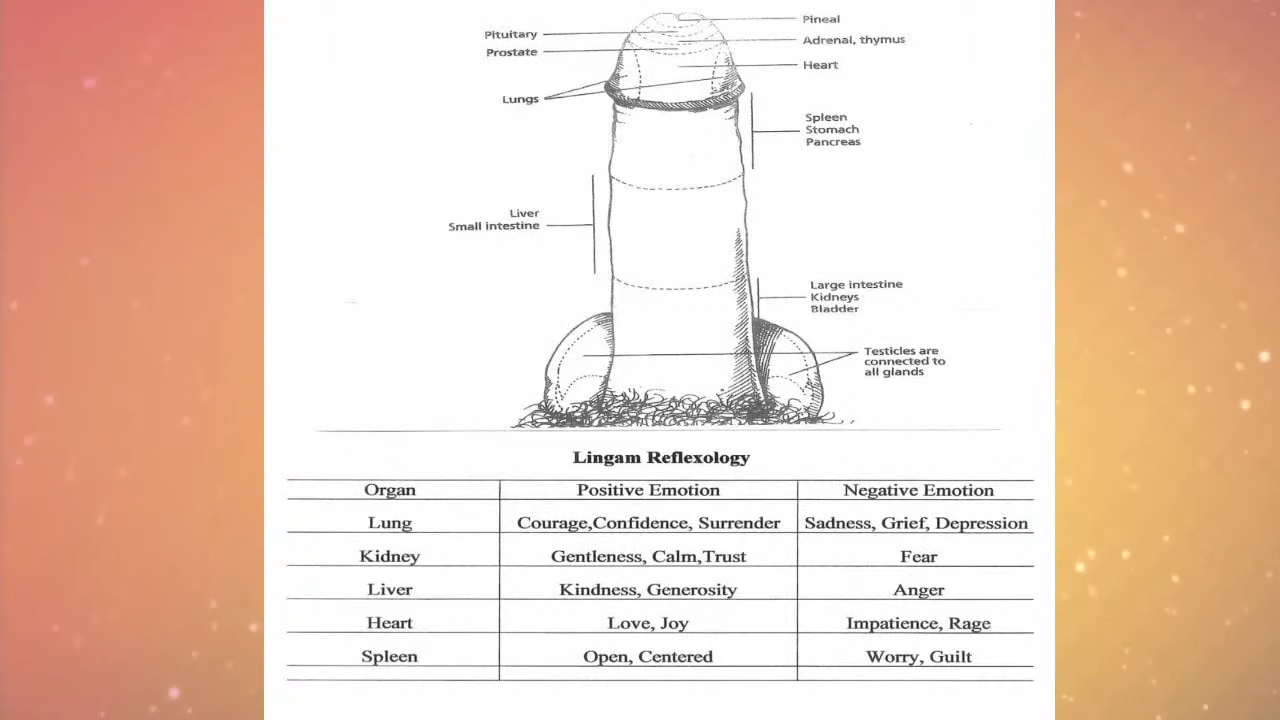 Pineal
Pituitary
Adrenal, thymus
Prostate
Heart
Lungs
Spleen
Stomach
Pancreas
Liver
Small intestine
Large intestine
Kidneys
Bladder
Testicles are
connected to
all glands
Lingam Reflexology
Organ Positive Emotion Negative Emotion
Lung Courage,Confidence, Surrender Sadness, Grief, Depression
Kidney Gentleness, Calm,Trust Fear
Liver Kindness, Generosity Anger
Heart Love, Joy Impatience, Rage
Spleen Open, Centered Worry, Guilt